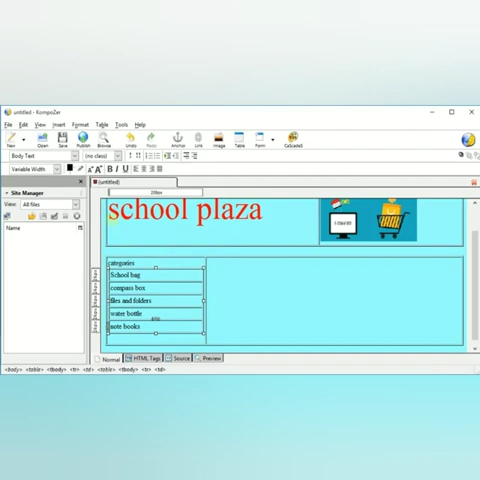 untitled - KompoZer
File Edit View Insert Format Table Tools Help
New Open Save Publish Browse Undo Redo Anchor Link Image Table Form CaScadeS
Body Text (no class)
Variable Width B I U
Site Manager
(untitled)
View: All files
209px
Name
school plaza
categories
School bag
compass box
files and folders
water bottle
note books
Normal HTML Tags Source Preview
<body> <table> <tbody> <tr> <td> <table> <tbody> <tr> <td>